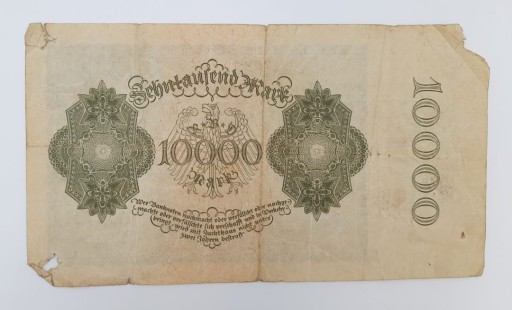 Zehntausend Mark
R B D
10000
Mark
Wer Banknoten nachmacht oder verfälscht oder nachge-
machte oder verfälschte sich verschafft und in Verkehr
bringt, wird mit Zuchthaus nicht unter
zwei Jahren bestraft
10000